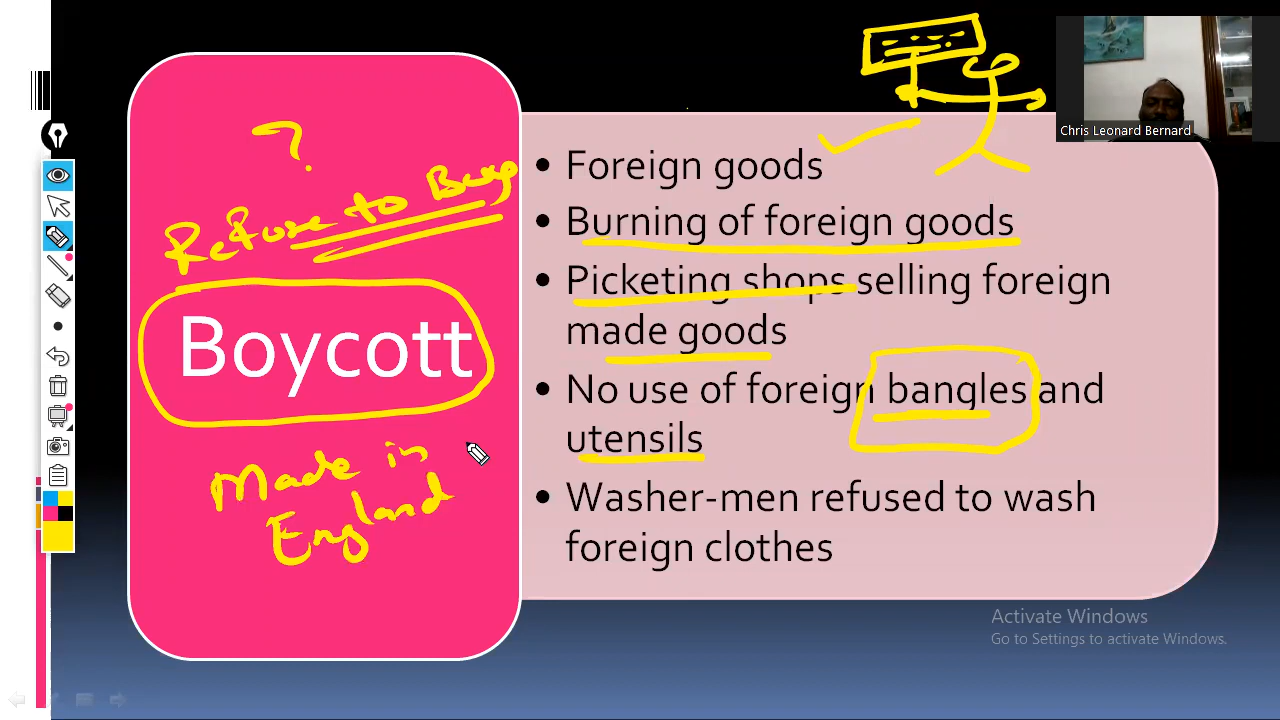 Chris Leonard Bernard
?
Refuse to Buy
Boycott
Made in
England
• Foreign goods
• Burning of foreign goods
• Picketing shops selling foreign
made goods
• No use of foreign bangles and
utensils
• Washer-men refused to wash
foreign clothes
Activate Windows
Go to Settings to activate Windows.